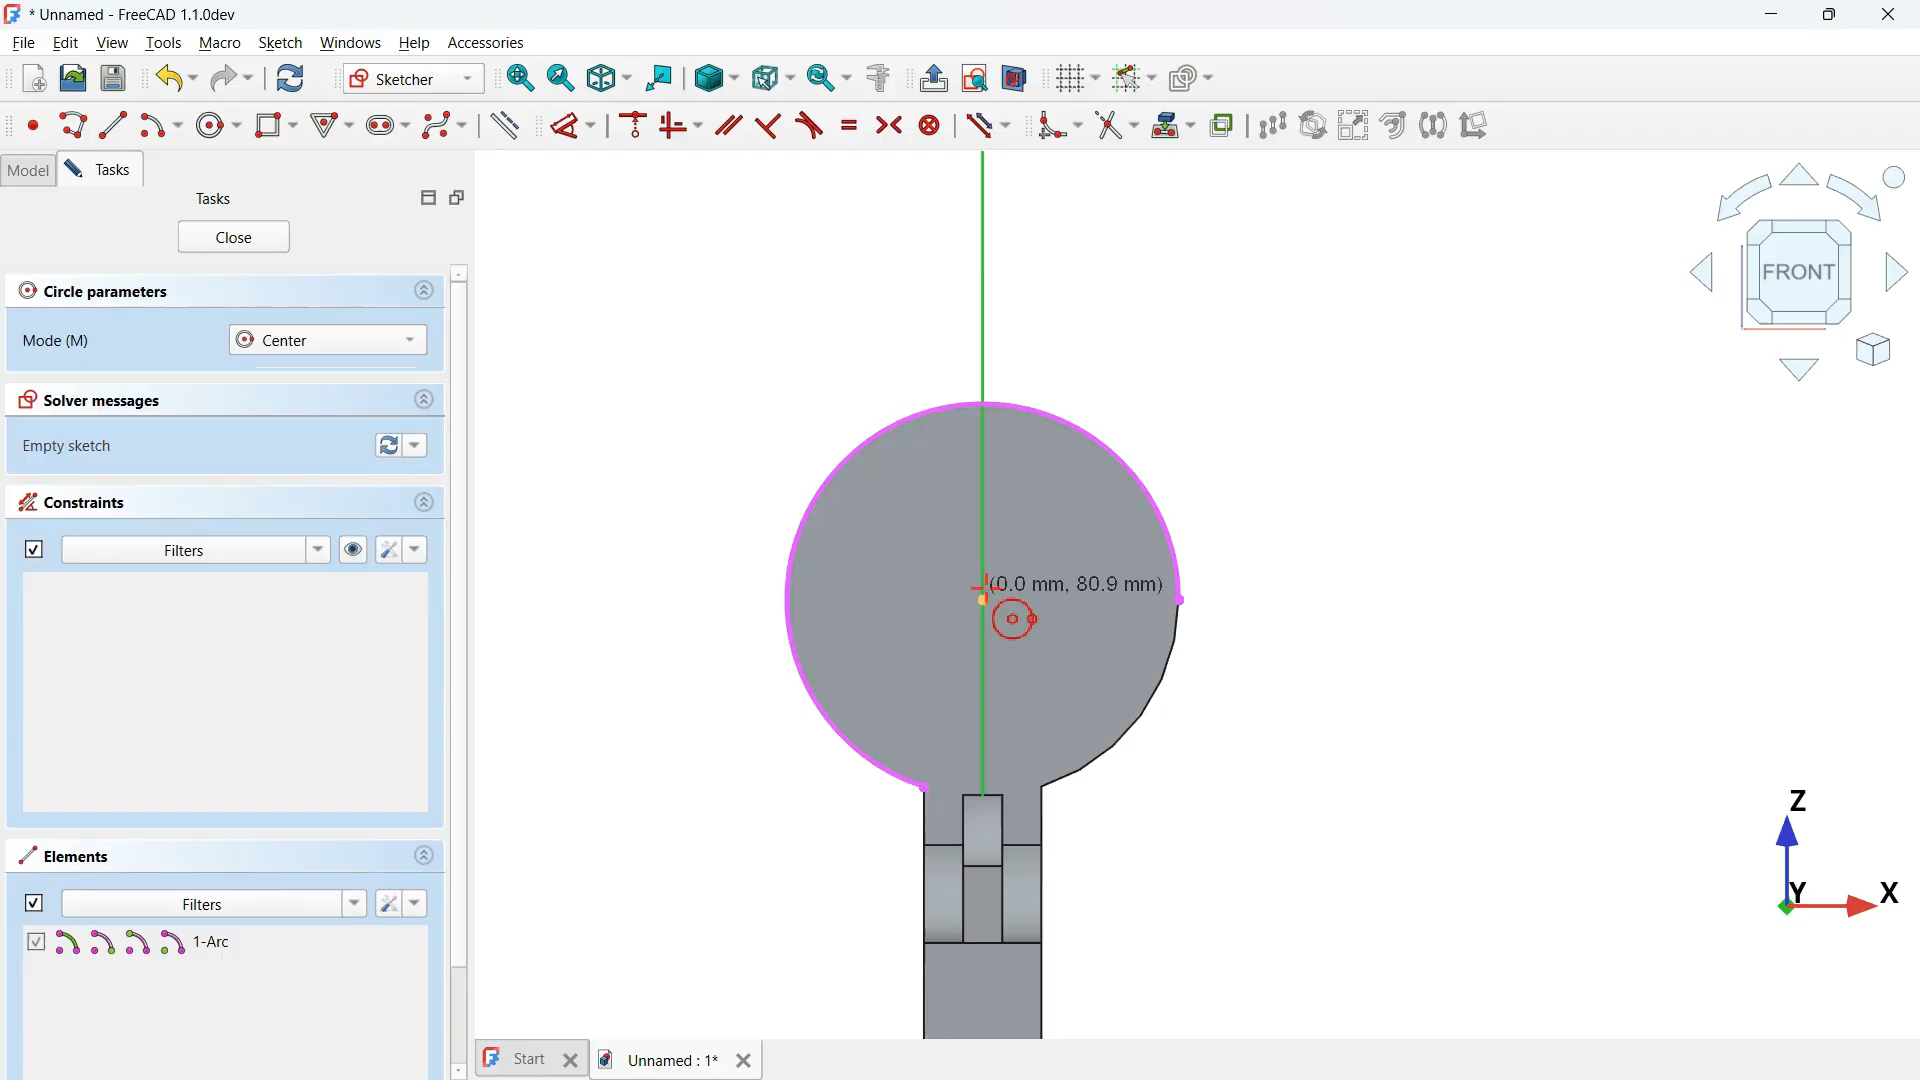 * Unnamed - FreeCAD 1.1.0dev
File Edit View Tools Macro Sketch Windows Help Accessories
Sketcher
Model Tasks
Tasks
Close
Circle parameters
Mode (M) Center
Solver messages
Empty sketch
Constraints
Filters
Elements
Filters
1-Arc
(0.0 mm, 80.9 mm)
FRONT
Z
Y X
Start Unnamed : 1*